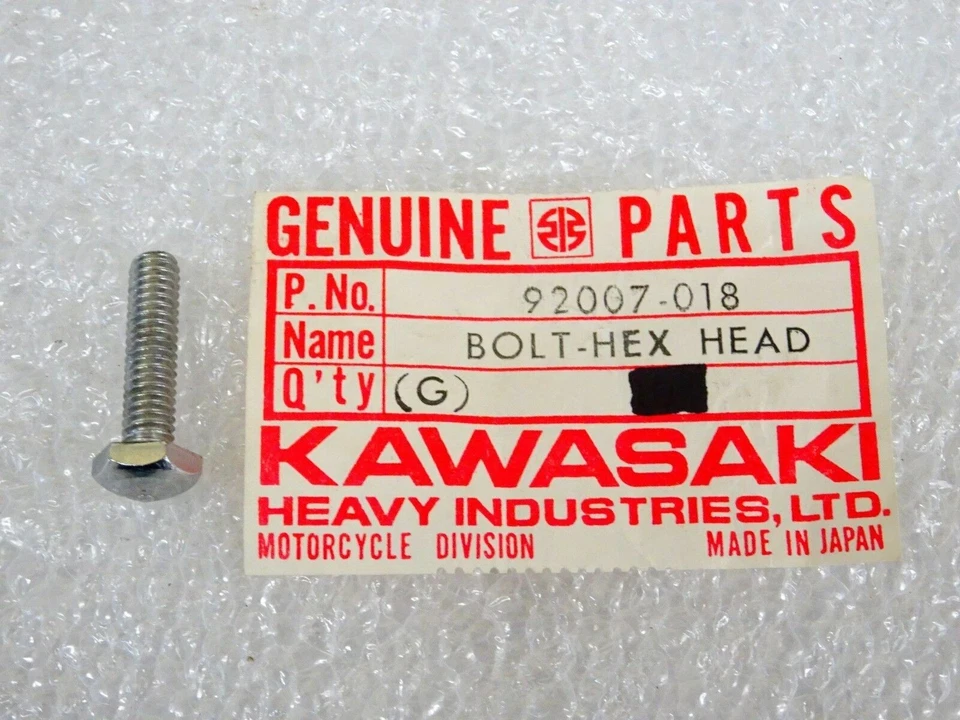 GENUINE PARTS
P. No. 92007-018
Name BOLT-HEX HEAD
Q'ty (G)
KAWASAKI
HEAVY INDUSTRIES, LTD.
MOTORCYCLE DIVISION MADE IN JAPAN